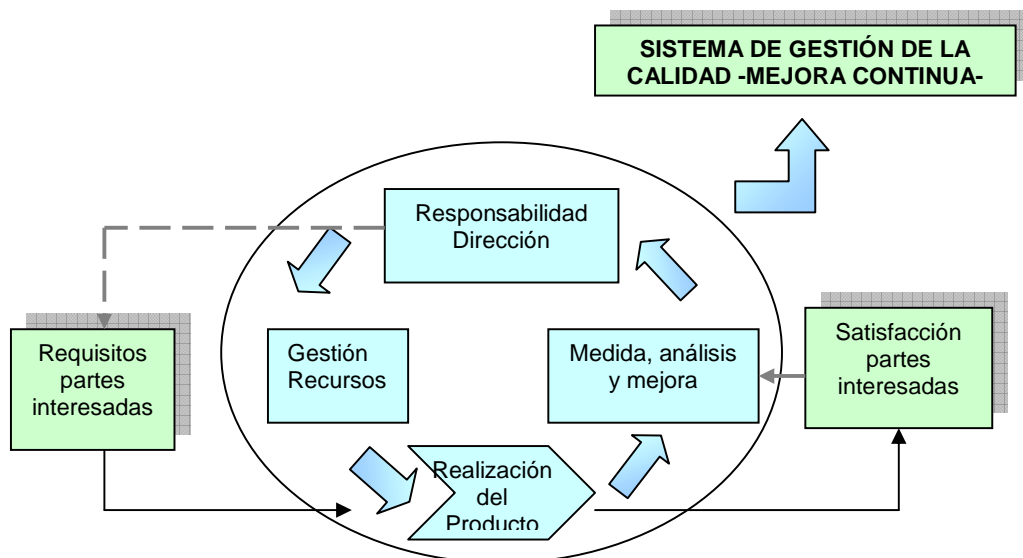 SISTEMA DE GESTIÓN DE LA
CALIDAD -MEJORA CONTINUA-
Responsabilidad
Dirección
Requisitos
partes
interesadas
Gestión
Recursos
Medida, análisis
y mejora
Satisfacción
partes
interesadas
Realización
del
Producto